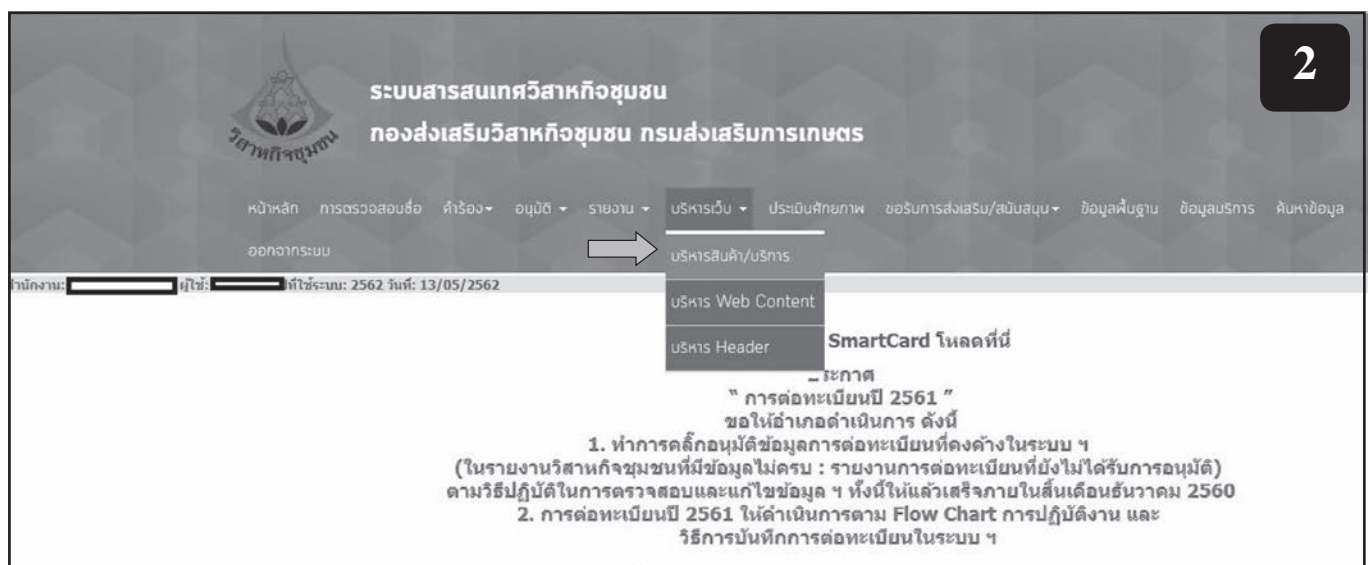 2
ระบบสารสนเทศวิสาหกิจชุมชน
กองส่งเสริมวิสาหกิจชุมชน กรมส่งเสริมการเกษตร
วิสาหกิจชุมชน
หน้าหลัก การตรวจสอบชื่อ คำร้อง อนุมัติ รายงาน บริหารเว็บ ประเมินศักยภาพ ขอรับการส่งเสริม/สนับสนุน ข้อมูลพื้นฐาน ข้อมูลบริการ ค้นหาข้อมูล
ออกจากระบบ
บริหารสินค้า/บริการ
บริหาร Web Content
บริหาร Header
ำนักงาน: ผู้ใช้: ที่ใช้ระบบ: 2562 วันที่: 13/05/2562
SmartCard โหลดที่นี่
ระกาศ
“ การต่อทะเบียนปี 2561 ”
ขอให้อำเภอดำเนินการ ดังนี้
1. ทำการคลิ๊กอนุมัติข้อมูลการต่อทะเบียนที่คงค้างในระบบ ฯ
(ในรายงานวิสาหกิจชุมชนที่มีข้อมูลไม่ครบ : รายงานการต่อทะเบียนที่ยังไม่ได้รับการอนุมัติ)
ตามวิธีปฏิบัติในการตรวจสอบและแก้ไขข้อมูล ฯ ทั้งนี้ให้แล้วเสร็จภายในสิ้นเดือนธันวาคม 2560
2. การต่อทะเบียนปี 2561 ให้ดำเนินการตาม Flow Chart การปฏิบัติงาน และ
วิธีการบันทึกการต่อทะเบียนในระบบ ฯ